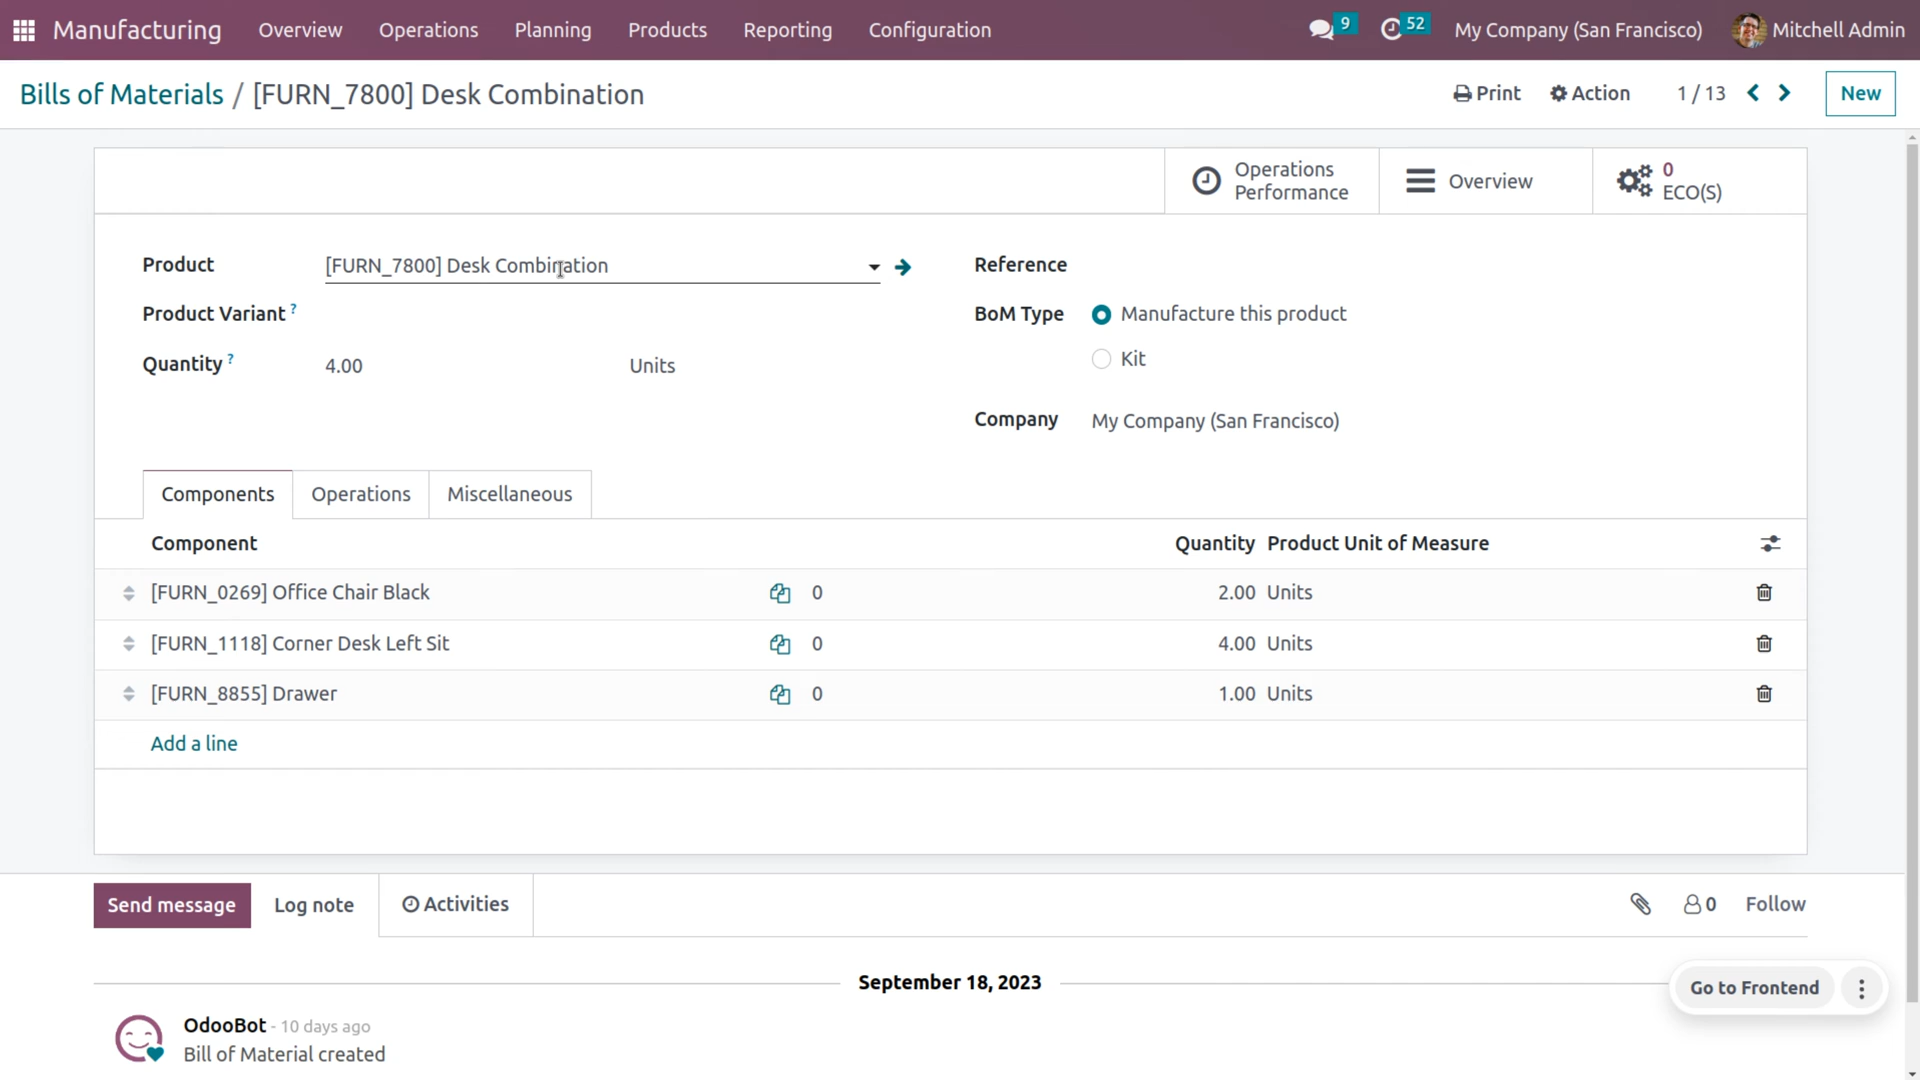 Manufacturing Overview Operations Planning Products Reporting Configuration 9 52 My Company (San Francisco) Mitchell Admin
Bills of Materials / [FURN_7800] Desk Combination Print Action 1 / 13 New
Operations Performance Overview 0 ECO(S)
Product [FURN_7800] Desk Combination Reference
Product Variant ? BoM Type Manufacture this product
Quantity ? 4.00 Units Kit
Company My Company (San Francisco)
Components Operations Miscellaneous
Component Quantity Product Unit of Measure
[FURN_0269] Office Chair Black 0 2.00 Units
[FURN_1118] Corner Desk Left Sit 0 4.00 Units
[FURN_8855] Drawer 0 1.00 Units
Add a line
Send message Log note Activities 0 Follow
September 18, 2023
Go to Frontend
OdooBot - 10 days ago
Bill of Material created